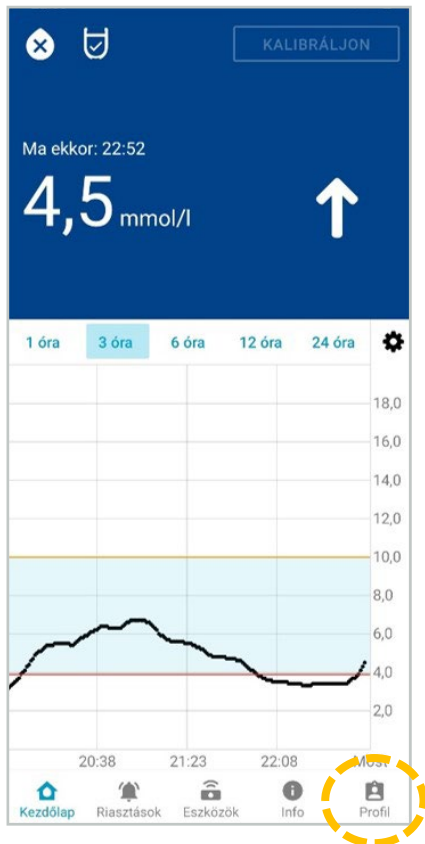 KALIBRÁLJON
Ma ekkor: 22:52
4,5 mmol/l
1 óra 3 óra 6 óra 12 óra 24 óra
18,0
16,0
14,0
12,0
10,0
8,0
6,0
4,0
2,0
20:38 21:23 22:08 Most
Kezdőlap Riasztások Eszközök Info Profil